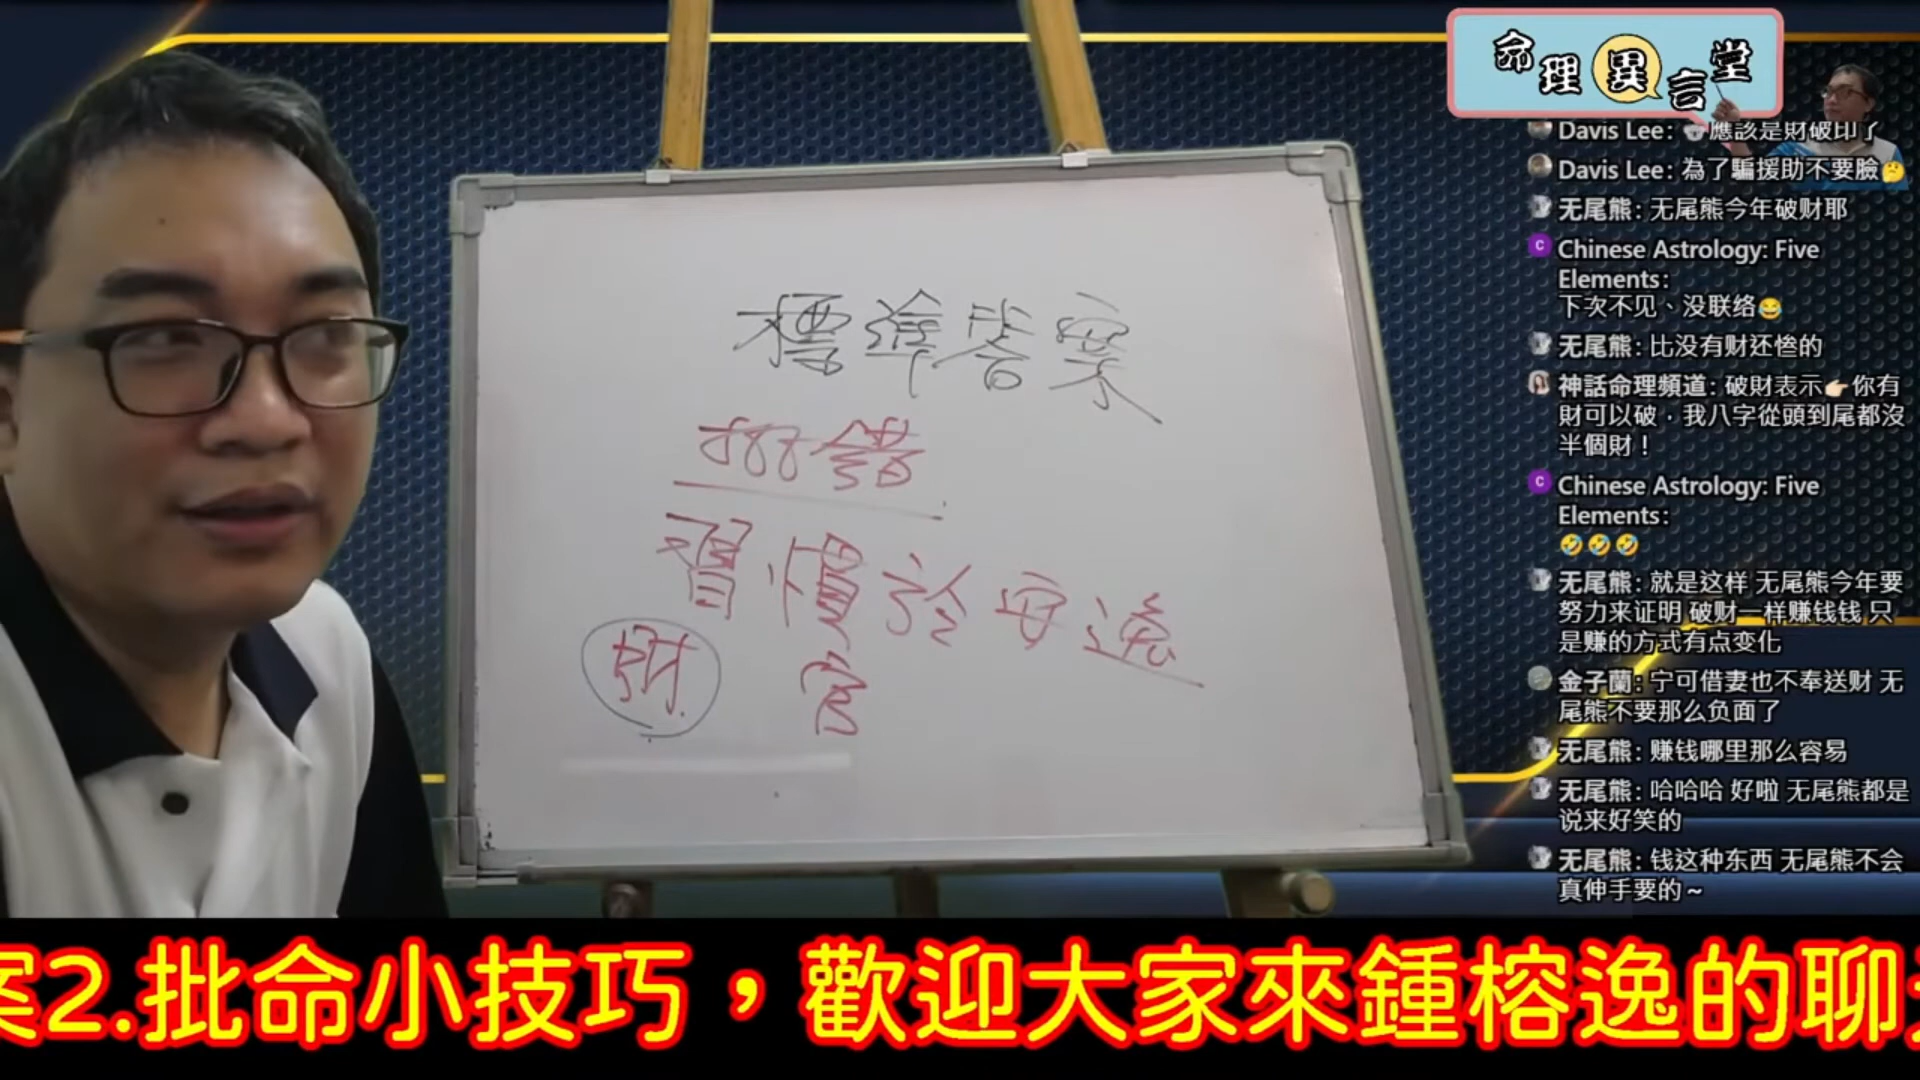 命理異言堂
標準答案
挑錯
習慣於安逸
財 官
Davis Lee: 應該是財破印了
Davis Lee: 為了騙援助不要臉🤔
无尾熊: 无尾熊今年破财耶
Chinese Astrology: Five
Elements:
下次不见、没联络😂
无尾熊: 比没有财还惨的
神話命理頻道: 破財表示👉🏻你有
財可以破，我八字從頭到尾都沒
半個財！
Chinese Astrology: Five
Elements:
🤣🤣🤣
无尾熊: 就是这样 无尾熊今年要
努力来证明 破财一样赚钱钱 只
是赚的方式有点变化
金子蘭: 宁可借妻也不奉送财 无
尾熊不要那么负面了
无尾熊: 赚钱哪里那么容易
无尾熊: 哈哈哈 好啦 无尾熊都是
说来好笑的
无尾熊: 钱这种东西 无尾熊不会
真伸手要的~
案2.批命小技巧，歡迎大家來鍾榕逸的聊